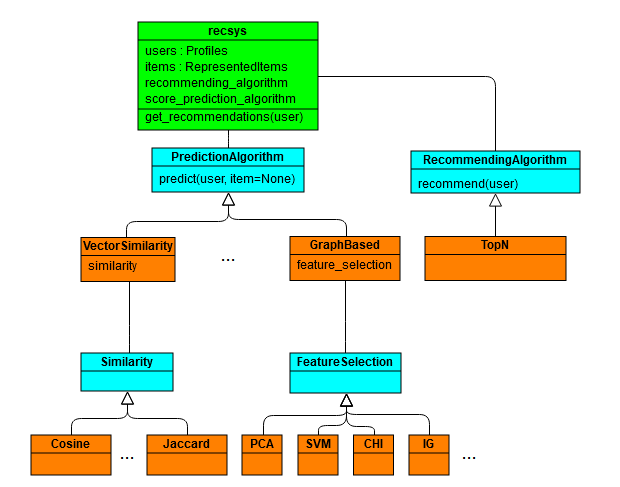 recsys
users : Profiles
items : RepresentedItems
recommending_algorithm
score_prediction_algorithm
get_recommendations(user)
PredictionAlgorithm
predict(user, item=None)
RecommendingAlgorithm
recommend(user)
VectorSimilarity
similarity
...
GraphBased
feature_selection
TopN
Similarity
FeatureSelection
Cosine
...
Jaccard
PCA
SVM
CHI
IG
...